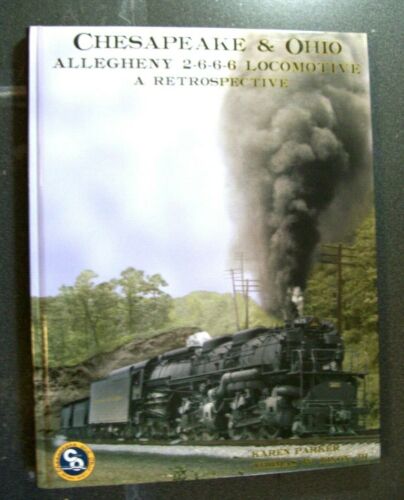 CHESAPEAKE & OHIO
ALLEGHENY 2-6-6-6 LOCOMOTIVE
A RETROSPECTIVE
KAREN PARKER